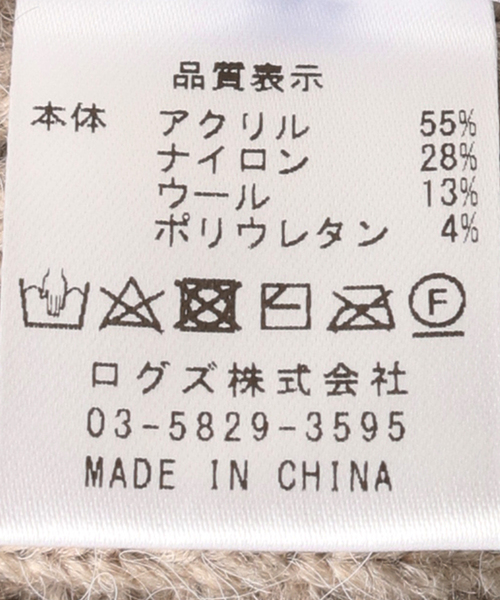 品質表示
本体 アクリル 55%
ナイロン 28%
ウール 13%
ポリウレタン 4%
F
ログズ株式会社
03-5829-3595
MADE IN CHINA